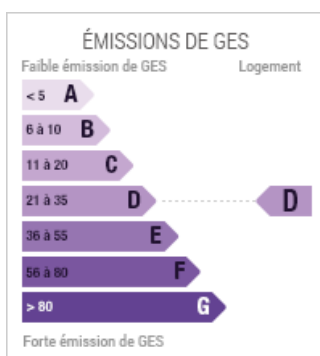 ÉMISSIONS DE GES
Faible émission de GES Logement
< 5 A
6 à 10 B
11 à 20 C
21 à 35 D D
36 à 55 E
56 à 80 F
> 80 G
Forte émission de GES